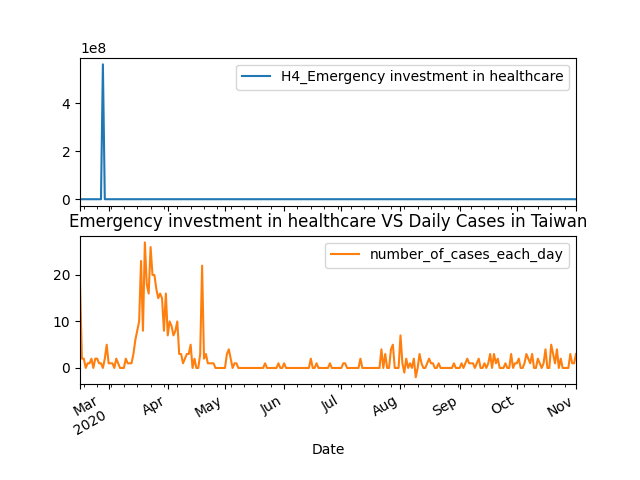 1e8
H4_Emergency investment in healthcare
4
2
0
Emergency investment in healthcare VS Daily Cases in Taiwan
number_of_cases_each_day
20
10
0
Mar Apr May Jun Jul Aug Sep Oct Nov
2020
Date